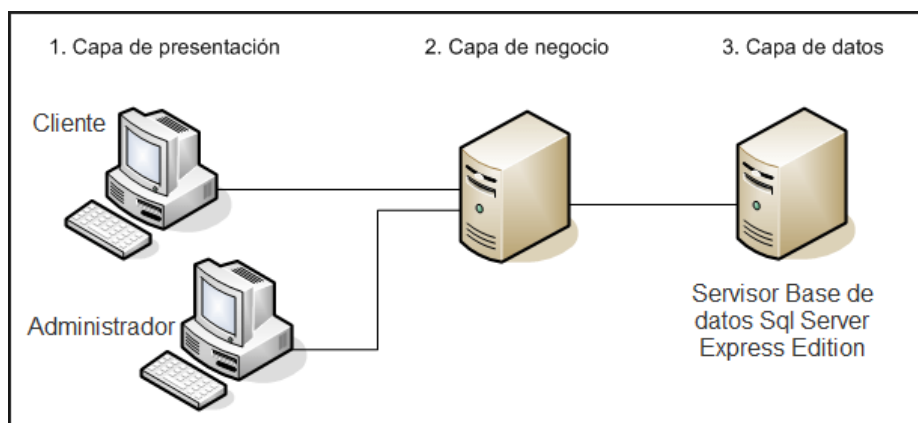 1. Capa de presentación
2. Capa de negocio
3. Capa de datos
Cliente
Administrador
Servisor Base de
datos Sql Server
Express Edition